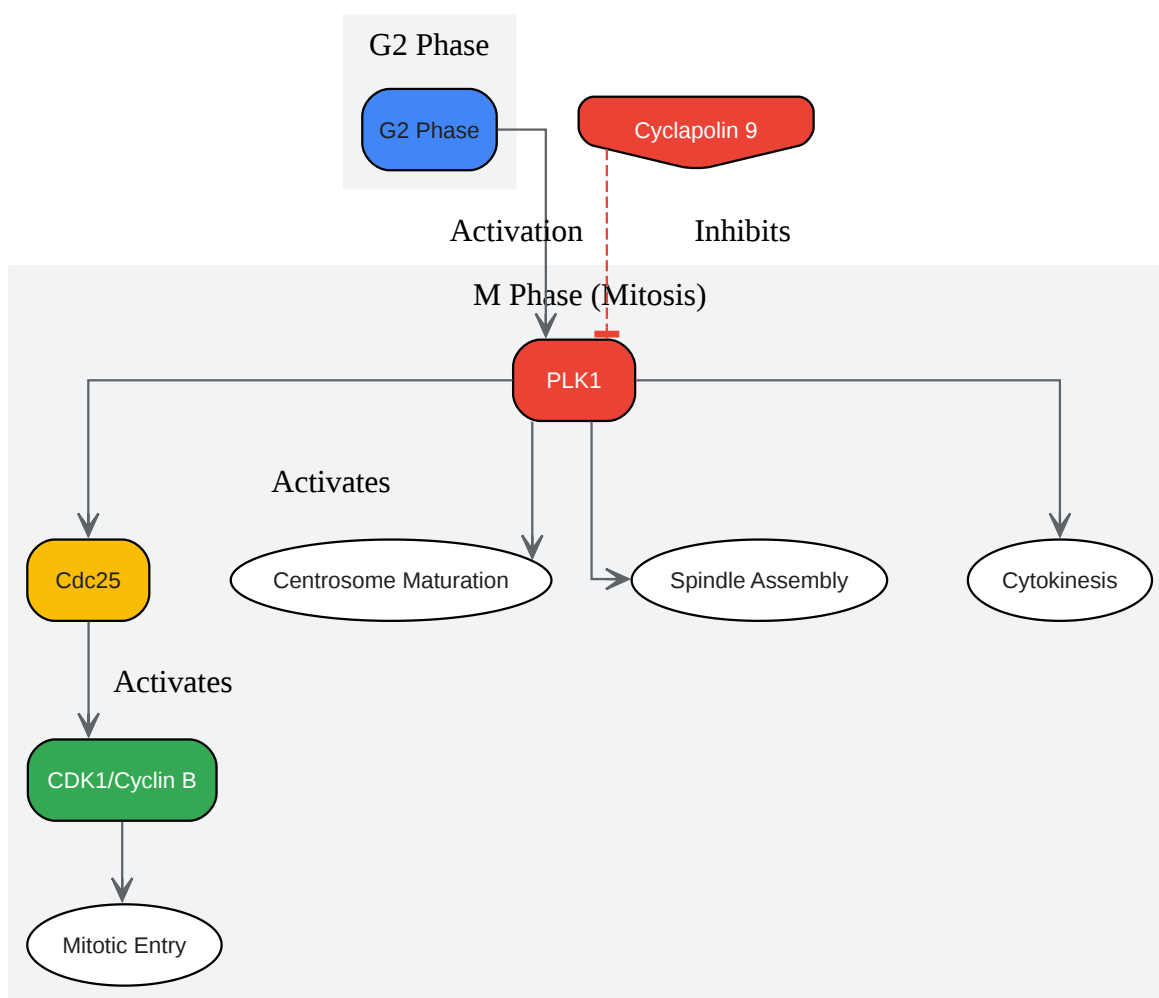 G2 Phase
G2 Phase
Cyclapolin 9
Activation
Inhibits
M Phase (Mitosis)
PLK1
Activates
Cdc25
Centrosome Maturation
Spindle Assembly
Cytokinesis
Activates
CDK1/Cyclin B
Mitotic Entry